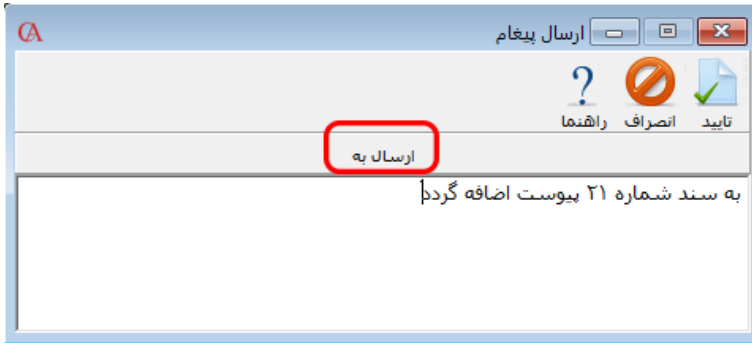 ارسال پیغام
تایید انصراف راهنما
ارسال به
به سند شماره ۲۱ پیوست اضافه گردد